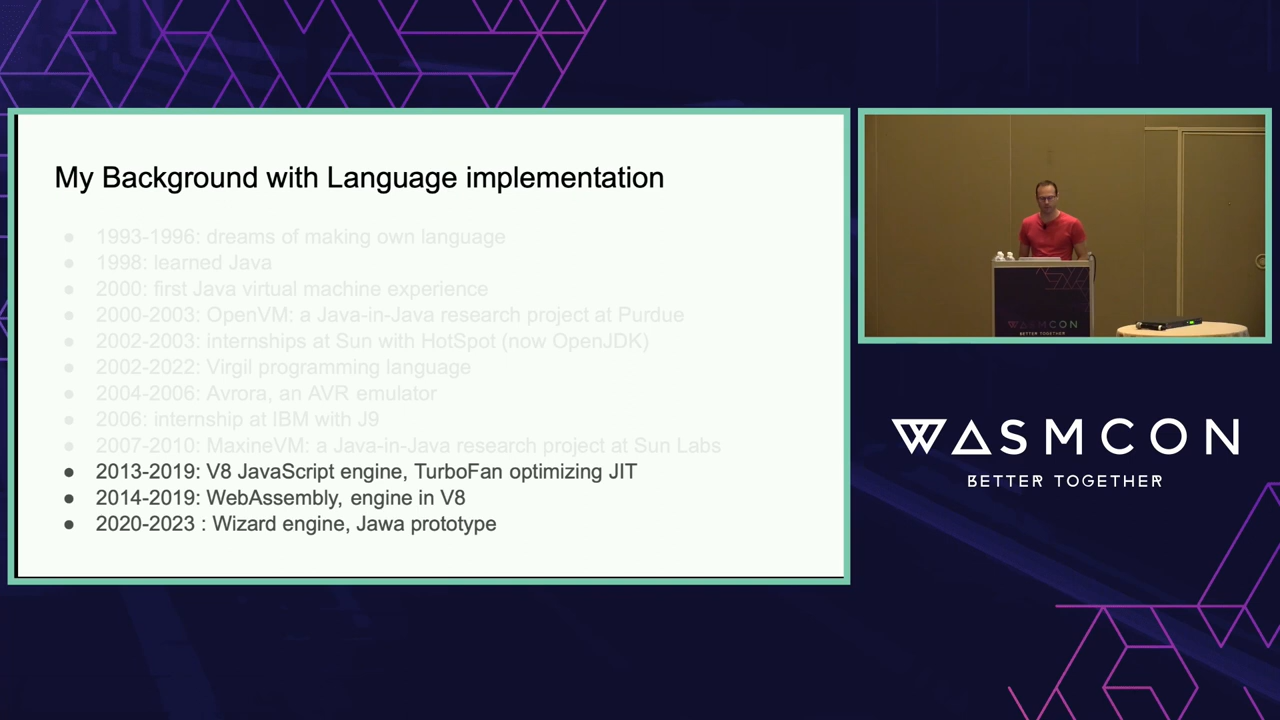 My Background with Language implementation
● 1993-1996: dreams of making own language
● 1998: learned Java
● 2000: first Java virtual machine experience
● 2000-2003: OpenVM: a Java-in-Java research project at Purdue
● 2002-2003: internships at Sun with HotSpot (now OpenJDK)
● 2002-2022: Virgil programming language
● 2004-2006: Avrora, an AVR emulator
● 2006: internship at IBM with J9
● 2007-2010: MaxineVM: a Java-in-Java research project at Sun Labs
● 2013-2019: V8 JavaScript engine, TurboFan optimizing JIT
● 2014-2019: WebAssembly, engine in V8
● 2020-2023 : Wizard engine, Jawa prototype
WASMCON
BETTER TOGETHER
WASMCON
BETTER TOGETHER